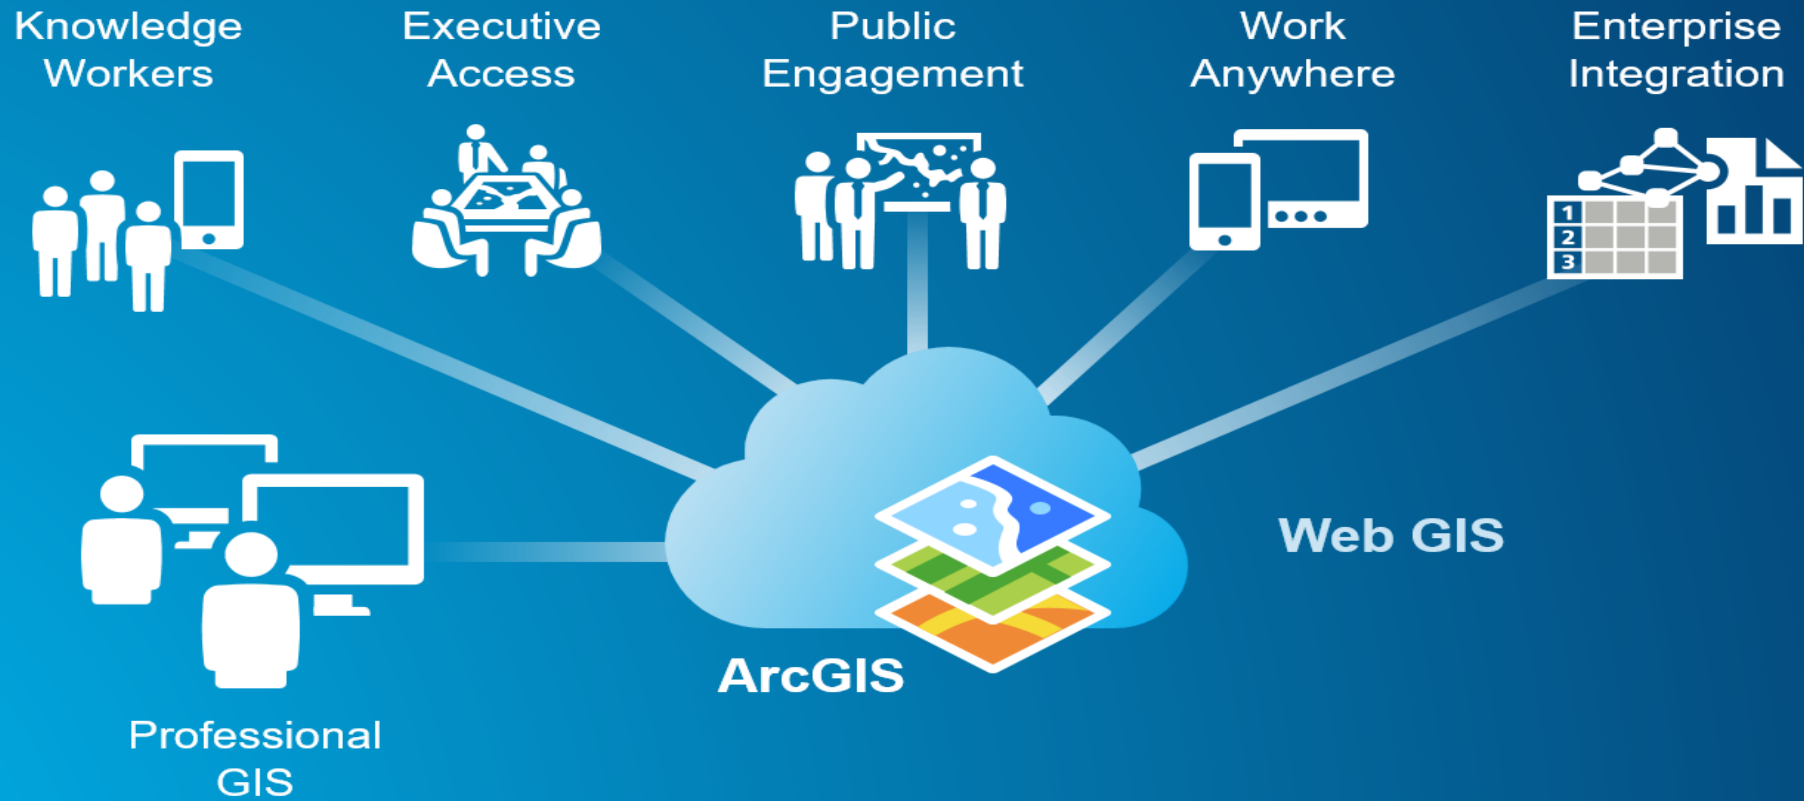 Knowledge
Workers
Executive
Access
Public
Engagement
Work
Anywhere
Enterprise
Integration
1
2
3
Web GIS
ArcGIS
Professional
GIS